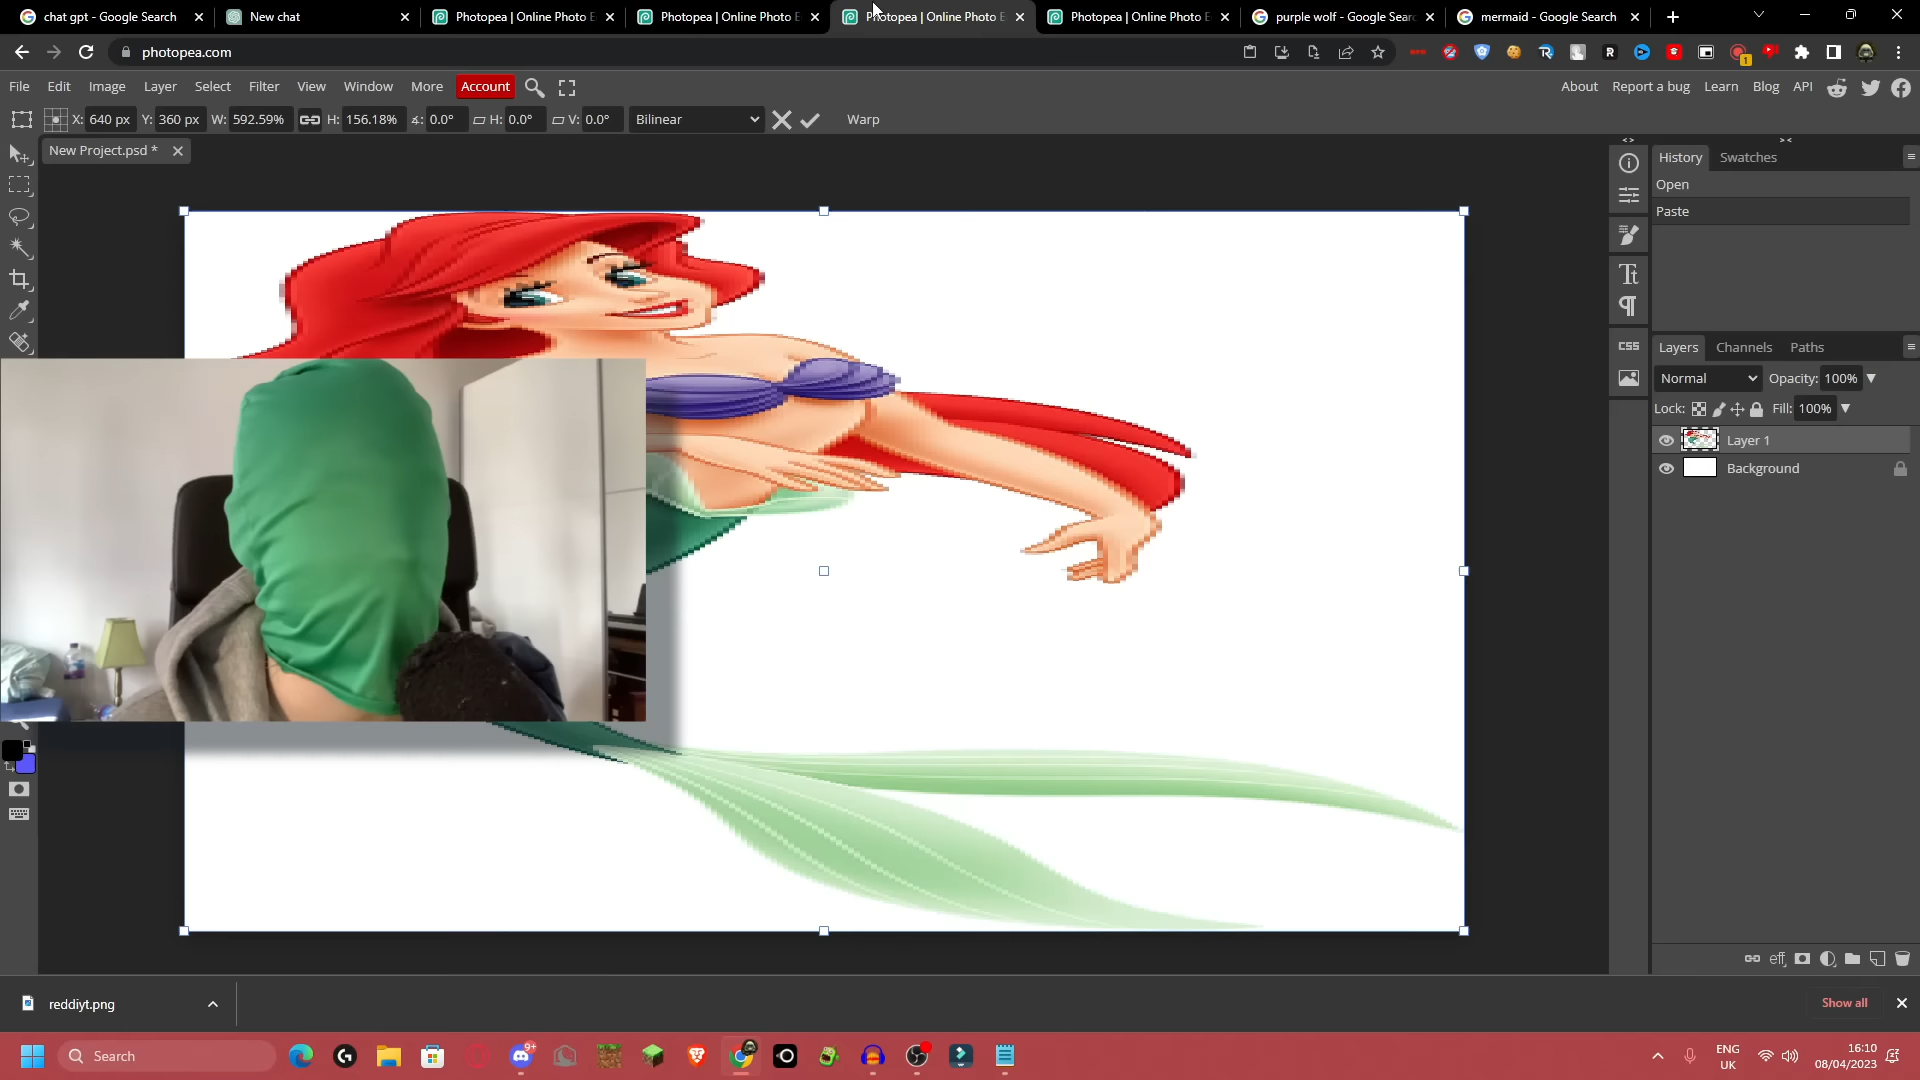 chat gpt - Google Search
New chat
Photopea | Online Photo E
Photopea | Online Photo E
Photopea | Online Photo E
Photopea | Online Photo E
purple wolf - Google Sear
mermaid - Google Search
photopea.com
File Edit Image Layer Select Filter View Window More Account
About Report a bug Learn Blog API
X: 640 px Y: 360 px W: 592.59% H: 156.18% 0.0° H: 0.0° V: 0.0° Bilinear Warp
New Project.psd *
History Swatches
Open
Paste
CSS
Layers Channels Paths
Normal Opacity: 100%
Lock: Fill: 100%
Layer 1
Background
eff
reddiyt.png
Show all
Search
9+
ENG
UK
16:10
08/04/2023